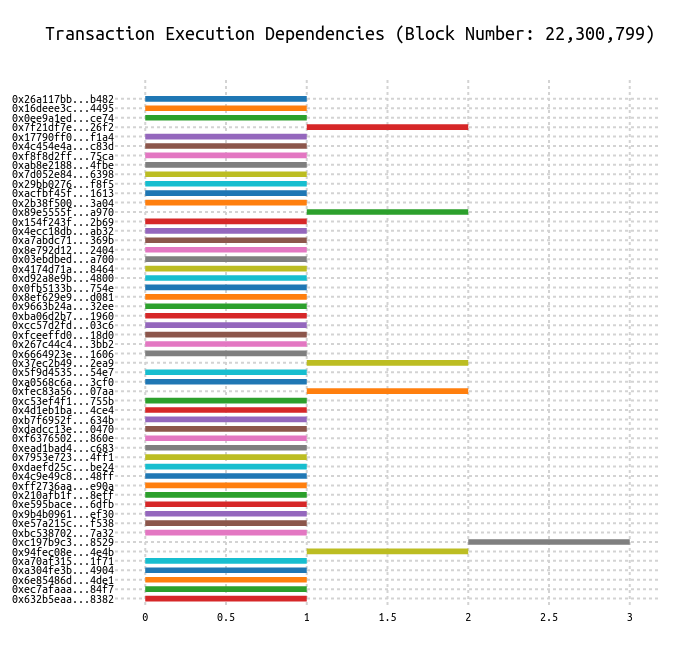 Transaction Execution Dependencies (Block Number: 22,300,799)
0x26a117bb...b482
0x16deee3c...4495
0x0ee9a1ed...ce74
0x7f21df7e...26f2
0x17790ff0...f1a4
0x4c454e4a...c83d
0xf8f8d2ff...75ca
0xab8e2188...4fbe
0x7d052e84...6398
0x29bb0276...f8f5
0xacfbf45f...1613
0x2b38f500...3a04
0x89e5555f...a970
0x154f243f...2b69
0x4ecc18db...ab32
0xa7abdc71...369b
0x8e792d12...2404
0x03ebdbed...a700
0x4174d71a...8464
0xd92a8e9b...4800
0x0fb5133b...754e
0x8ef629e9...d081
0x9663b24a...32ee
0xba06d2b7...1960
0xcc57d2fd...03c6
0xfceeffd0...18d0
0x267c44c4...3bb2
0x6664923e...1606
0x37ec2b49...2ea9
0x5f9d4535...54e7
0xa0568c6a...3cf0
0xfec83a56...07aa
0xc53ef4f1...755b
0x4d1eb1ba...4ce4
0xb7f6952f...634b
0xdadcc13e...0470
0xf6376502...860e
0xead1bad4...c683
0x7953e723...4ff1
0xdaefd25c...be24
0x4c9e49c8...48ff
0xff2736aa...e90a
0x210afb1f...8eff
0xe595bace...6dfb
0x9b4b0961...ef30
0xe57a215c...f538
0xbc538702...7a32
0xc197b9c3...8529
0x94fec08e...4e4b
0xa70af315...1f71
0xa304fe3b...4904
0x6e85486d...4de1
0xec7afaaa...84f7
0x632b5eaa...8382
0 0.5 1 1.5 2 2.5 3